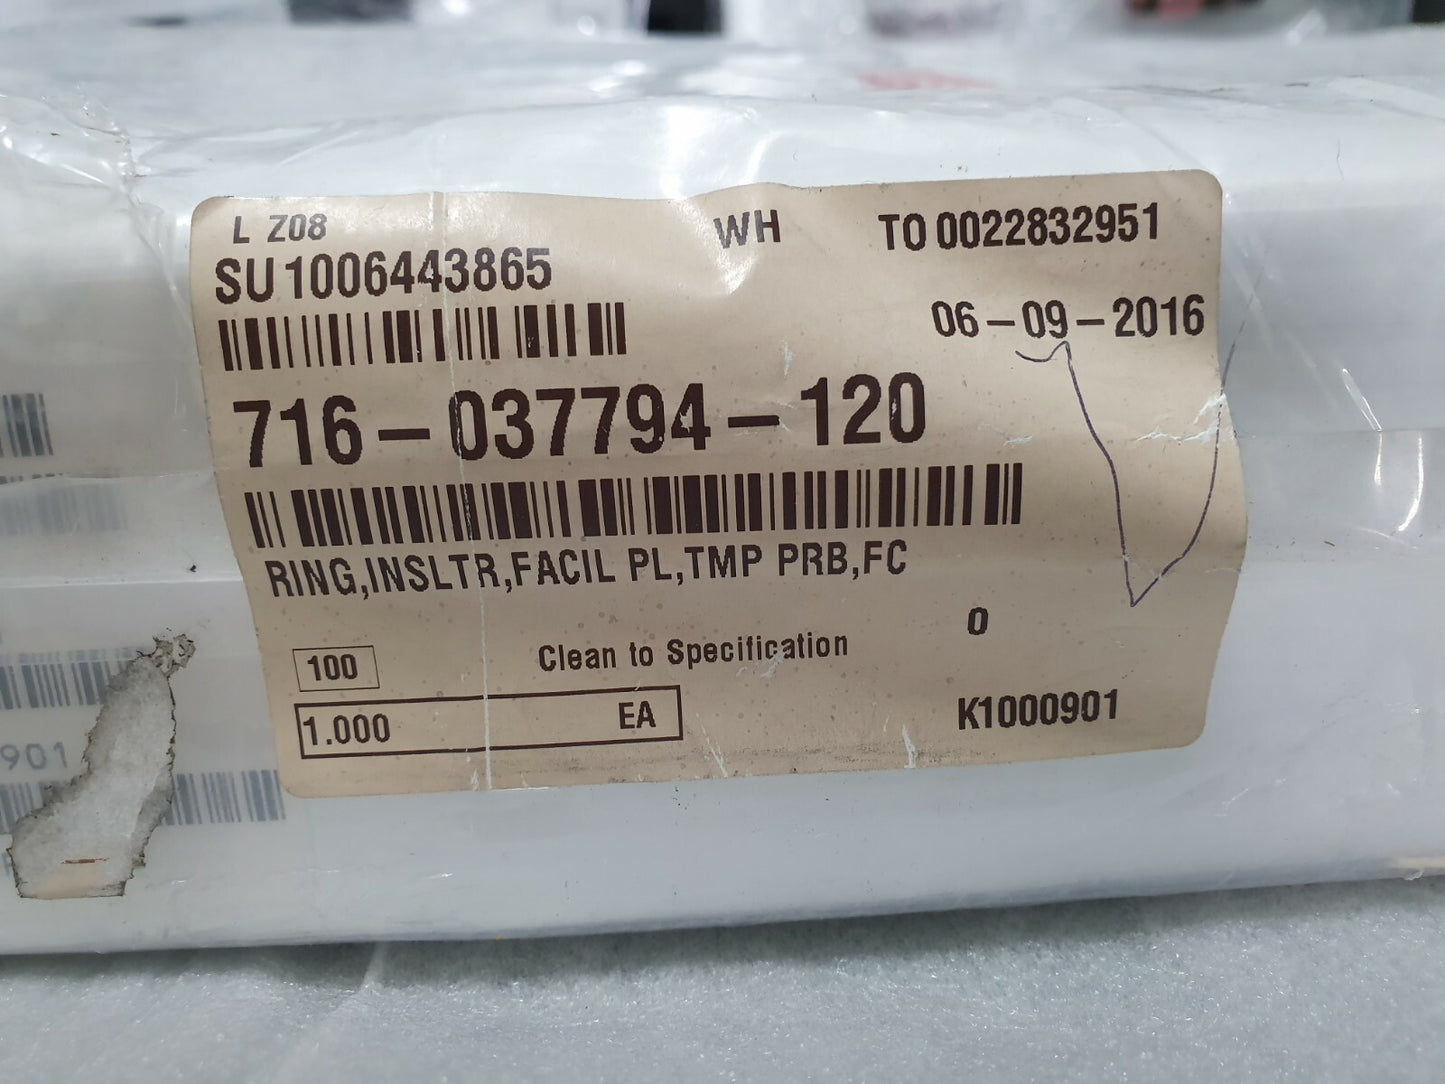 L Z08 WH TO 0022832951
SU 1006443865
06-09-2016
716-037794-120
RING,INSLTR,FACIL PL,TMP PRB,FC
0
100 Clean to Specification
1.000 EA K1000901
901